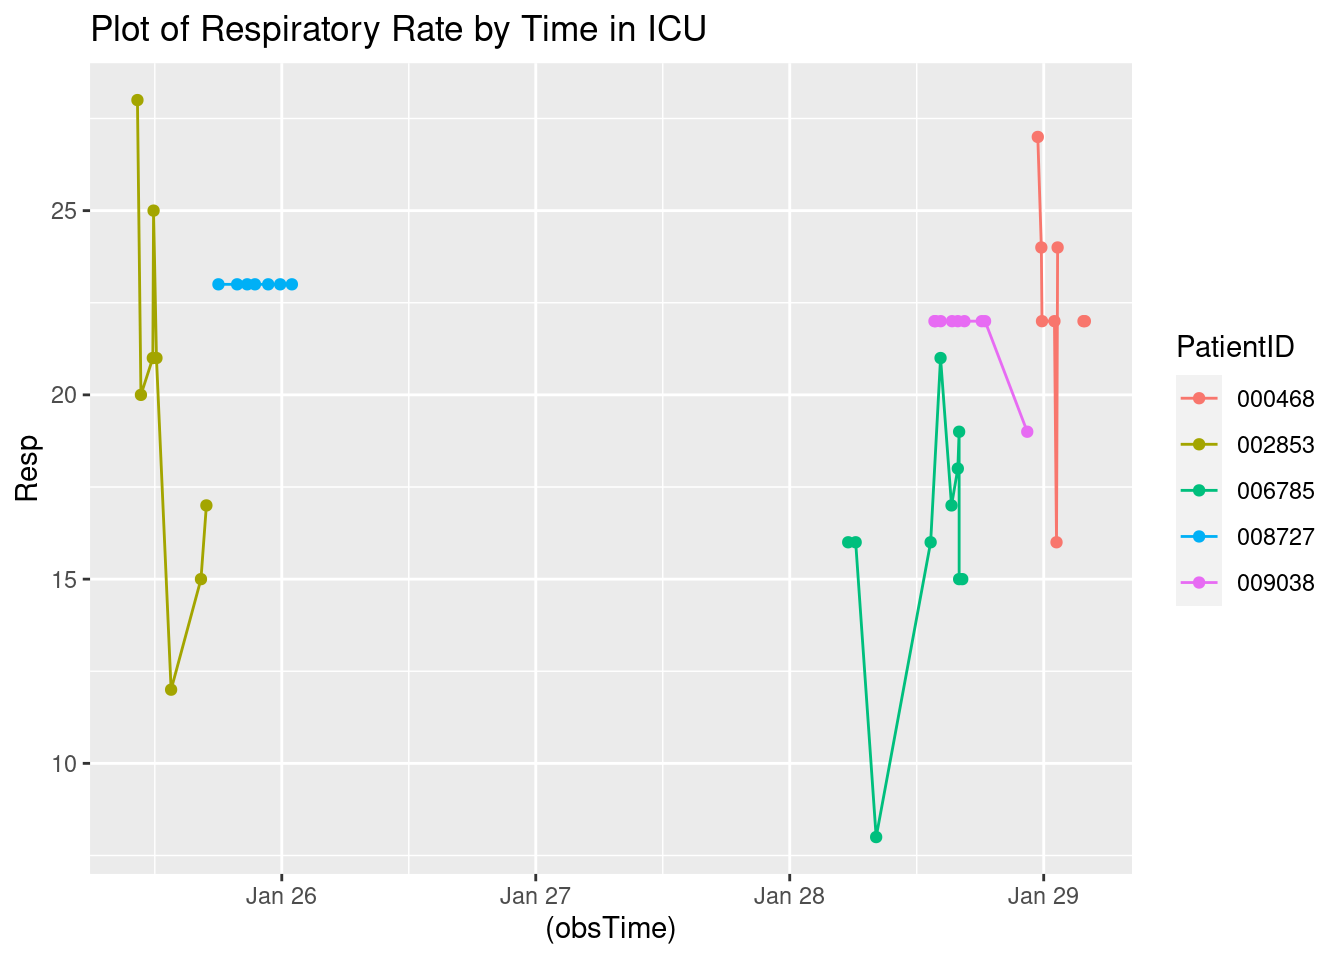 Plot of Respiratory Rate by Time in ICU
25
20
15
10
Resp
Jan 26
Jan 27
Jan 28
Jan 29
(obsTime)
PatientID
000468
002853
006785
008727
009038